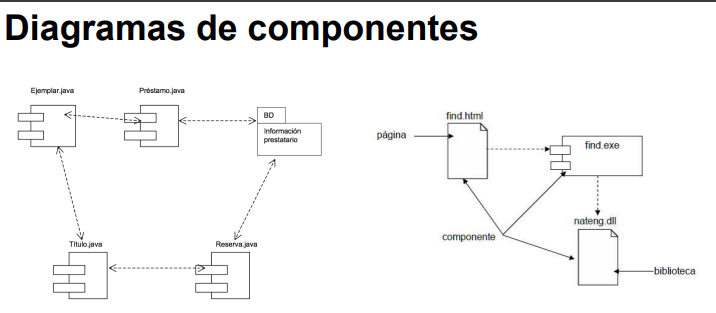 Diagramas de componentes
Ejemplar.java
Préstamo.java
BD
Información
prestatario
Título.java
Reserva.java
find.html
página
find.exe
componente
nateng.dll
biblioteca